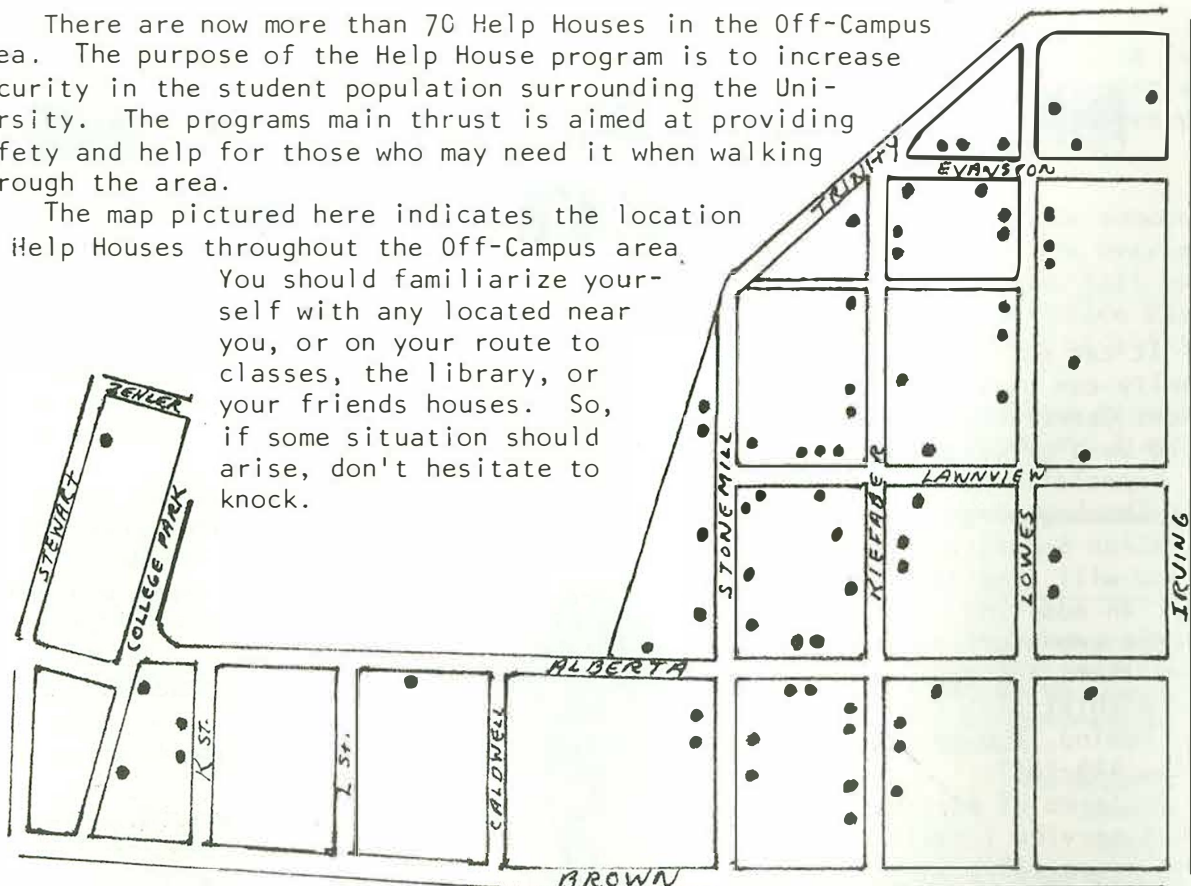 There are now more than 70 Help Houses in the Off-Campus
ea. The purpose of the Help House program is to increase
curity in the student population surrounding the Uni-
rsity. The programs main thrust is aimed at providing
fety and help for those who may need it when walking
rough the area.
The map pictured here indicates the location
Help Houses throughout the Off-Campus area
You should familiarize your-
self with any located near
you, or on your route to
classes, the library, or
your friends houses. So,
if some situation should
arise, don't hesitate to
knock.
TRINITY
EVANSTON
ZEHLER
STEWART
COLLEGE PARK
STONEMILL
KIEFABER
LAWNVIEW
LOWES
IRVING
ALBERTA
K ST.
L St.
CALDWELL
BROWN